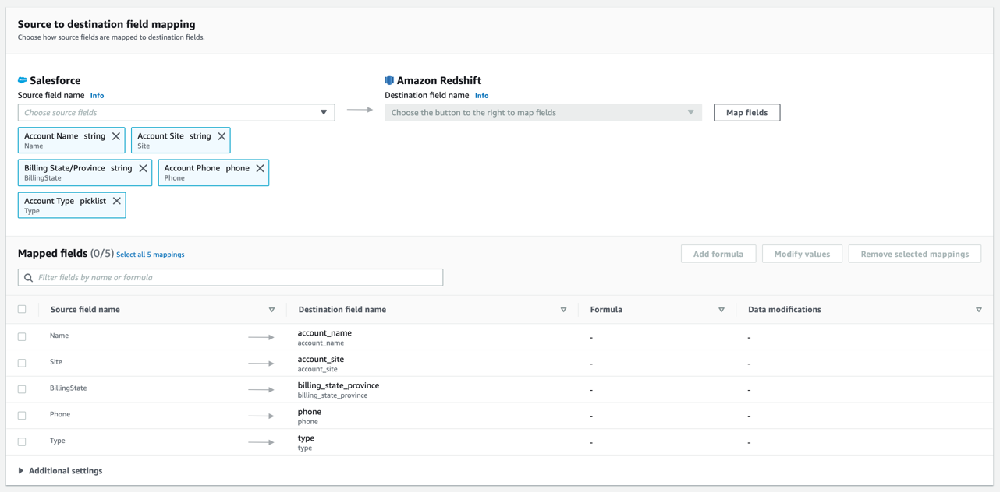 Source to destination field mapping
Choose how source fields are mapped to destination fields.
Salesforce
Source field name Info
Choose source fields
Amazon Redshift
Destination field name Info
Choose the button to the right to map fields
Map fields
Account Name string
Name
Account Site string
Site
Billing State/Province string
BillingState
Account Phone phone
Phone
Account Type picklist
Type
Mapped fields (0/5) Select all 5 mappings
Add formula
Modify values
Remove selected mappings
Filter fields by name or formula
Source field name Destination field name Formula Data modifications
Name account_name - -
account_name
Site account_site - -
account_site
BillingState billing_state_province - -
billing_state_province
Phone phone - -
phone
Type type - -
type
Additional settings